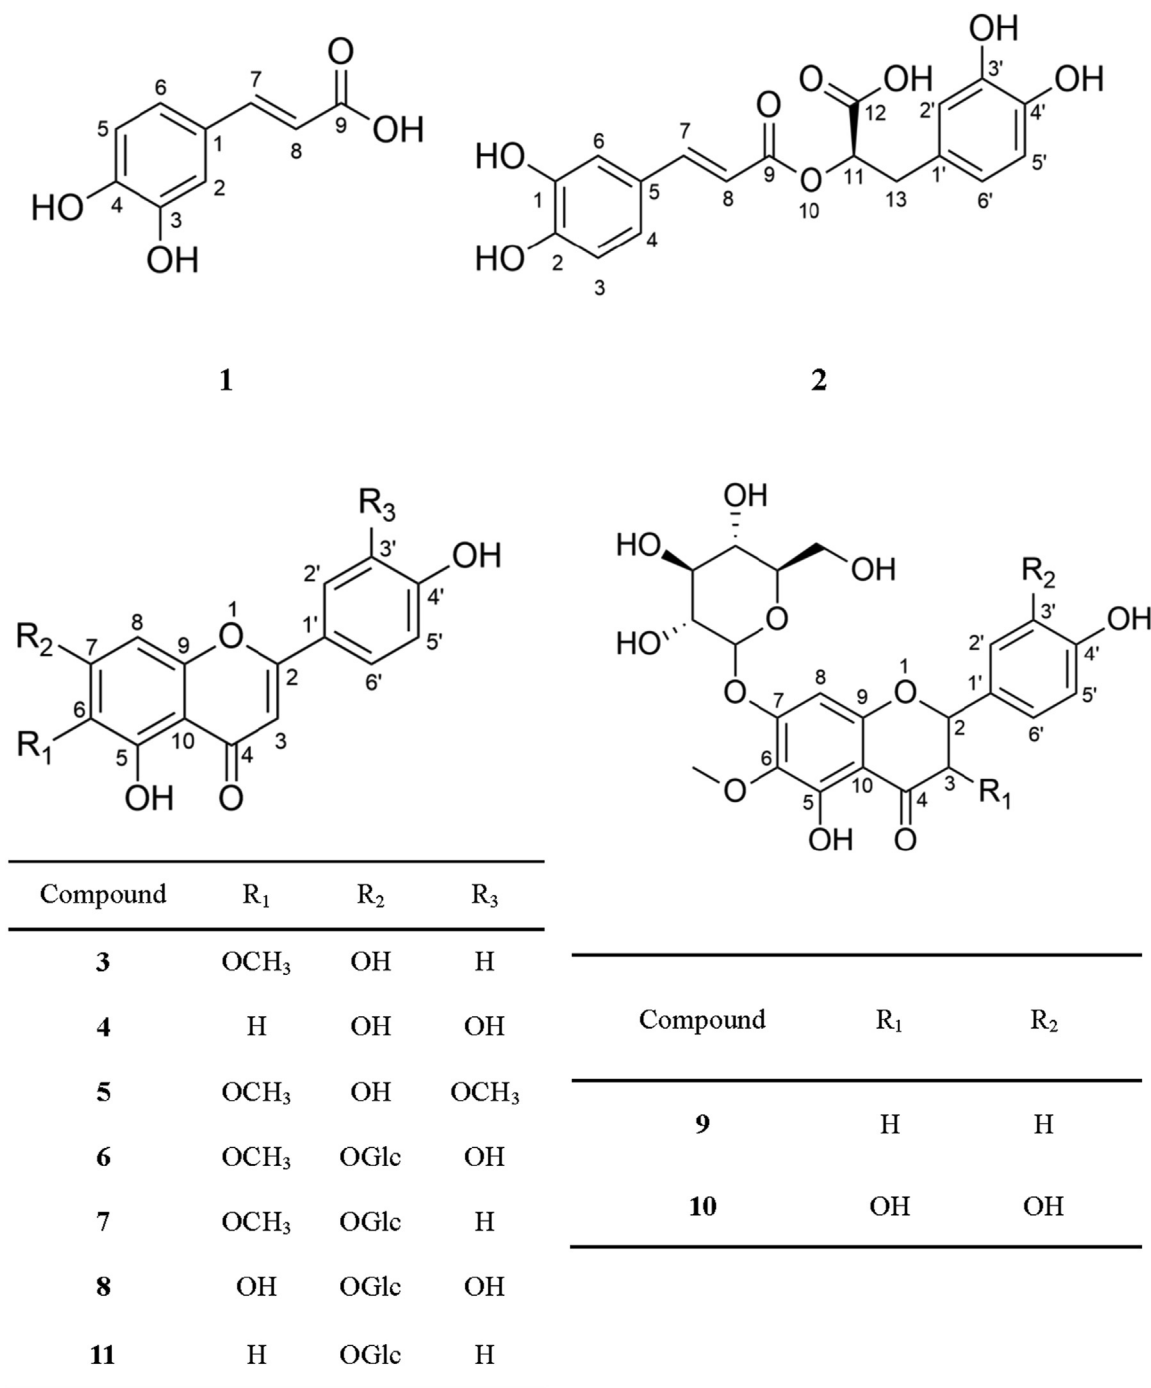 O
7
6
9
OH
5
1
8
HO
4
2
3
OH
1
OH
O
OH
3'
OH
12
2'
4'
O
7
HO
6
5'
1
5
8
9
O
11
1'
6'
10
13
HO
2
4
3
2
R3
3'
OH
2'
4'
8
1
1'
R2
7
9
O
5'
2
6'
6
R1
5
10
4
3
OH
O
OH
HO
OH
O
R2
HO
3'
OH
2'
4'
1
O
7
8
9
O
1'
5'
2
6'
6
O
5
10
4
3
R1
OH
O
Compound R1 R2 R3
3 OCH3 OH H
4 H OH OH
5 OCH3 OH OCH3
6 OCH3 OGlc OH
7 OCH3 OGlc H
8 OH OGlc OH
11 H OGlc H
Compound R1 R2
9 H H
10 OH OH